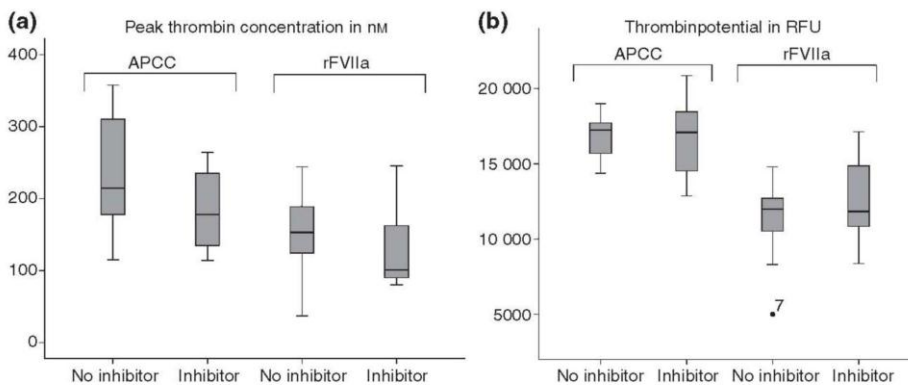 (a)
Peak thrombin concentration in nM
APCC
rFVIIa
400
300
200
100
0
No inhibitor Inhibitor No inhibitor Inhibitor
(b)
Thrombinpotential in RFU
APCC
rFVIIa
20 000
15 000
10 000
5000
7
No inhibitor Inhibitor No inhibitor Inhibitor